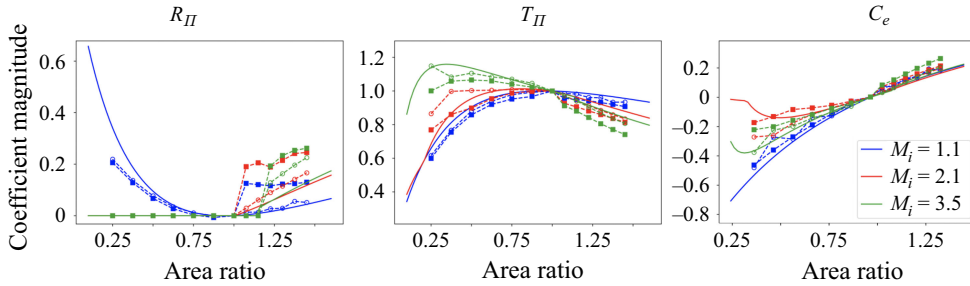 R_Π
T_Π
C_e
Coefficient magnitude
0.6
0.4
0.2
0
0.25
0.75
1.25
Area ratio
1.2
1.0
0.8
0.6
0.4
0.25
0.75
1.25
Area ratio
0.4
0.2
0
−0.2
−0.4
−0.6
−0.8
0.25
0.75
1.25
Area ratio
M_i = 1.1
M_i = 2.1
M_i = 3.5